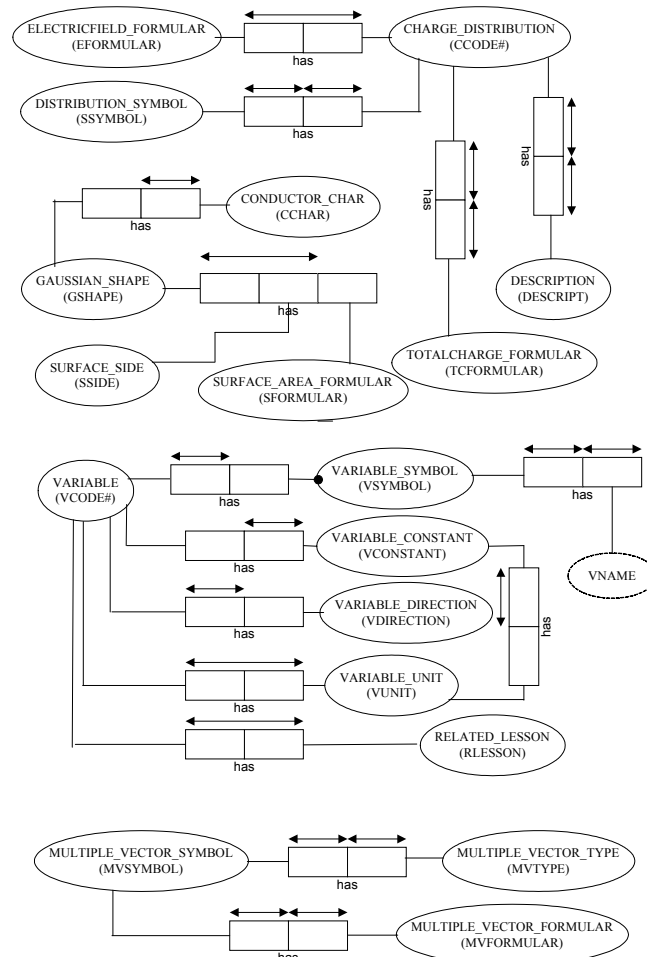 ELECTRICFIELD_FORMULAR
(EFORMULAR)
has
CHARGE_DISTRIBUTION
(CCODE#)
DISTRIBUTION_SYMBOL
(SSYMBOL)
has
has
has
has
CONDUCTOR_CHAR
(CCHAR)
GAUSSIAN_SHAPE
(GSHAPE)
has
DESCRIPTION
(DESCRIPT)
SURFACE_SIDE
(SSIDE)
SURFACE_AREA_FORMULAR
(SFORMULAR)
TOTALCHARGE_FORMULAR
(TCFORMULAR)
VARIABLE
(VCODE#)
has
VARIABLE_SYMBOL
(VSYMBOL)
has
VNAME
has
VARIABLE_CONSTANT
(VCONSTANT)
has
VARIABLE_DIRECTION
(VDIRECTION)
has
has
VARIABLE_UNIT
(VUNIT)
has
RELATED_LESSON
(RLESSON)
MULTIPLE_VECTOR_SYMBOL
(MVSYMBOL)
has
MULTIPLE_VECTOR_TYPE
(MVTYPE)
has
MULTIPLE_VECTOR_FORMULAR
(MVFORMULAR)